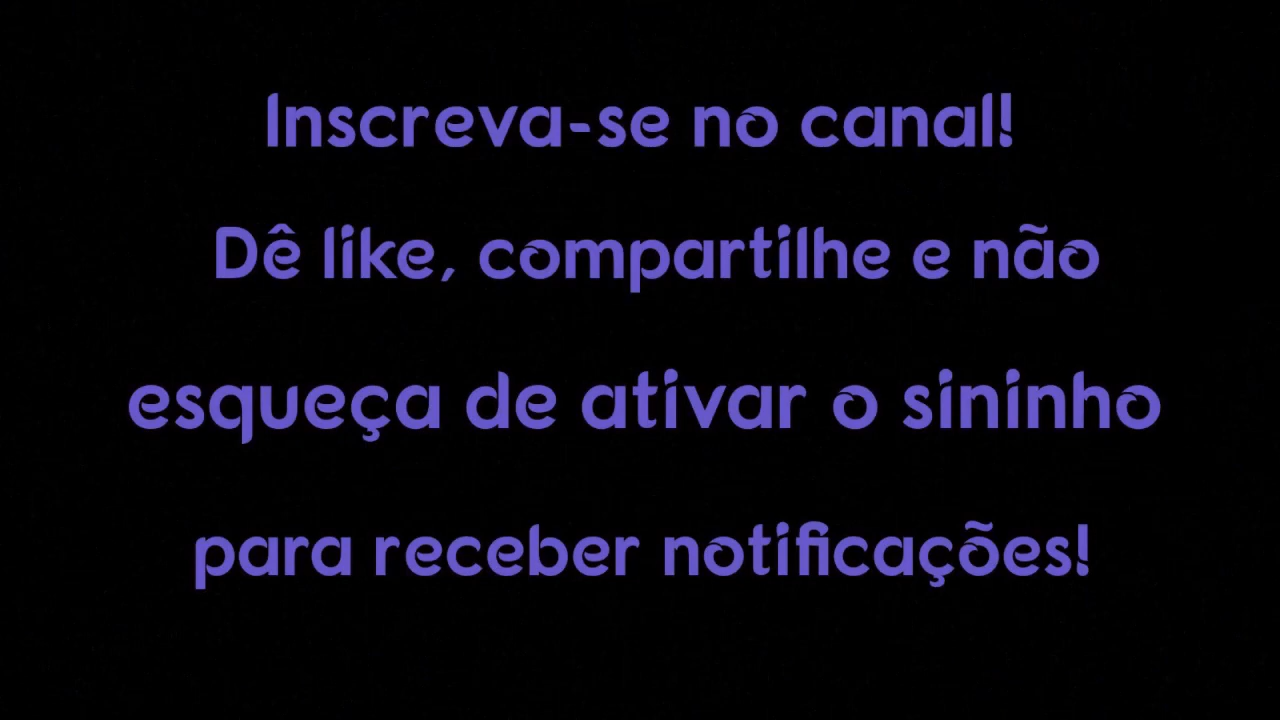 Inscreva-se no canal!
Dê like, compartilhe e não
esqueça de ativar o sininho
para receber notificações!